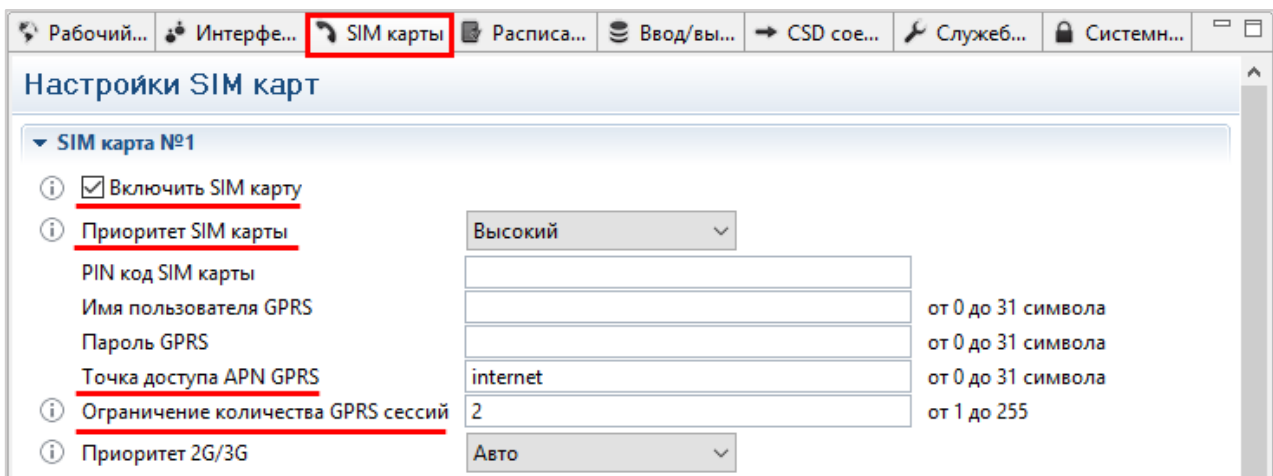 Рабочий... Интерфе... SIM карты Расписа... Ввод/вы... CSD сое... Служеб... Системн...
Настройки SIM карт
SIM карта №1
Включить SIM карту
Приоритет SIM карты Высокий
PIN код SIM карты
Имя пользователя GPRS от 0 до 31 символа
Пароль GPRS от 0 до 31 символа
Точка доступа APN GPRS internet от 0 до 31 символа
Ограничение количества GPRS сессий 2 от 1 до 255
Приоритет 2G/3G Авто